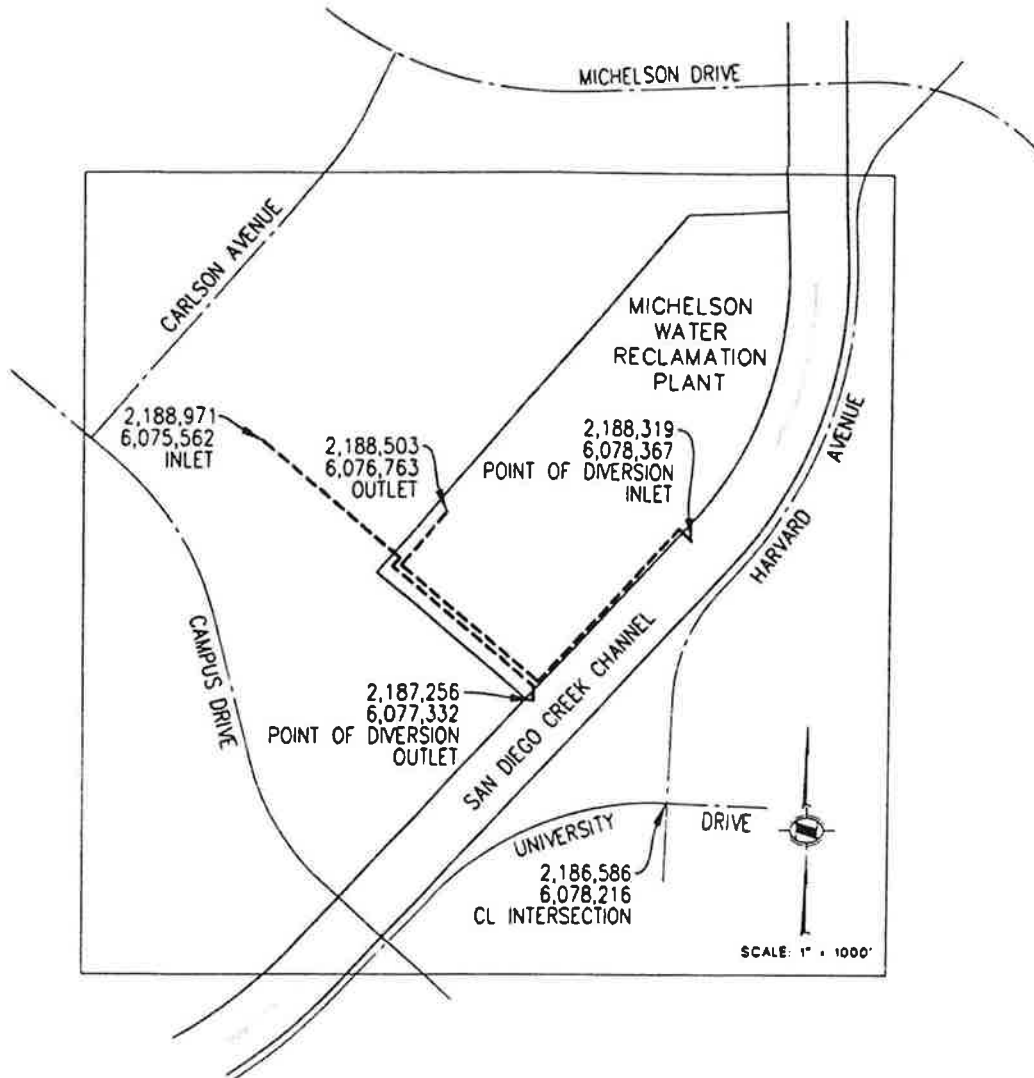 MICHELSON DRIVE
CARLSON AVENUE
MICHELSON
WATER
RECLAMATION
PLANT
2,188,971
6,075,562
INLET
2,188,503
6,076,763
OUTLET
2,188,319
6,078,367
POINT OF DIVERSION
INLET
HARVARD AVENUE
CAMPUS DRIVE
2,187,256
6,077,332
POINT OF DIVERSION
OUTLET
SAN DIEGO CREEK CHANNEL
UNIVERSITY DRIVE
2,186,586
6,078,216
CL INTERSECTION
SCALE: 1" = 1000'